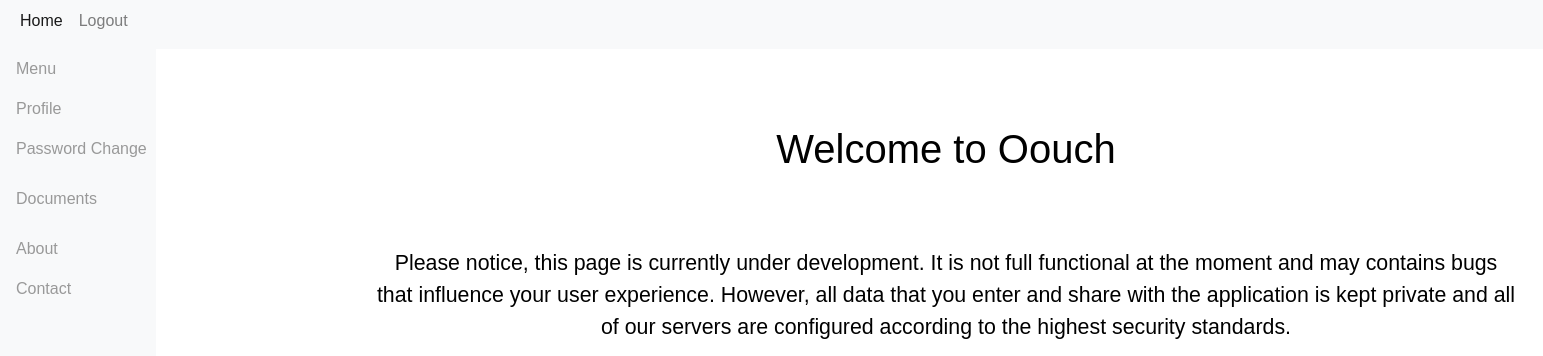 Home Logout
Menu
Profile
Password Change
Documents
About
Contact
Welcome to Oouch
Please notice, this page is currently under development. It is not full functional at the moment and may contains bugs
that influence your user experience. However, all data that you enter and share with the application is kept private and all
of our servers are configured according to the highest security standards.